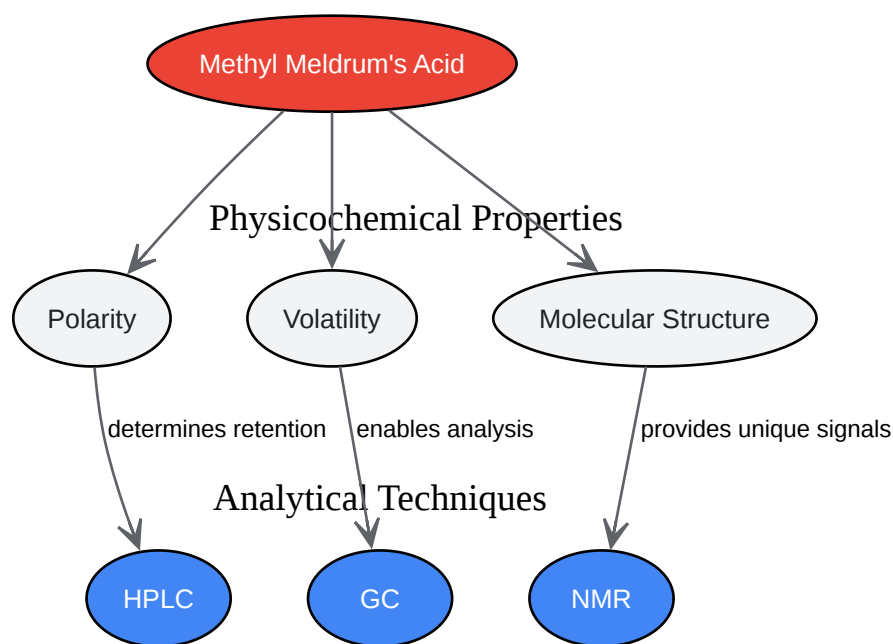 Methyl Meldrum's Acid
Physicochemical Properties
Polarity
Volatility
Molecular Structure
determines retention
enables analysis
provides unique signals
Analytical Techniques
HPLC
GC
NMR